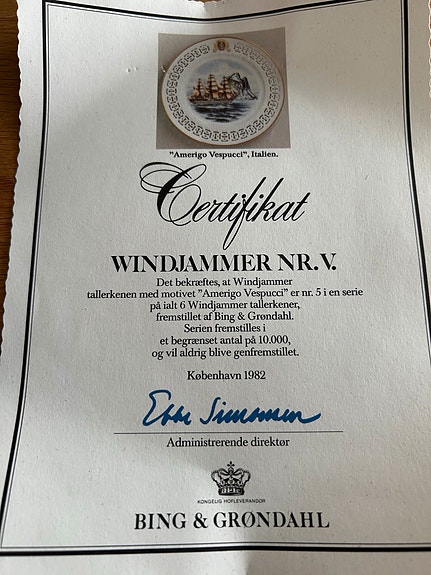 "Amerigo Vespucci", Italien.
Certifikat
WINDJAMMER NR. V.
Det bekræftes, at Windjammer
tallerkenen med motivet "Amerigo Vespucci" er nr. 5 i en serie
på ialt 6 Windjammer tallerkener,
fremstillet af Bing & Grøndahl.
Serien fremstilles i
et begrænset antal på 10.000,
og vil aldrig blive genfremstillet.
København 1982
Ebbe Simonsen
Administrerende direktør
KONGELIG HOFLEVERANDØR
BING & GRØNDAHL